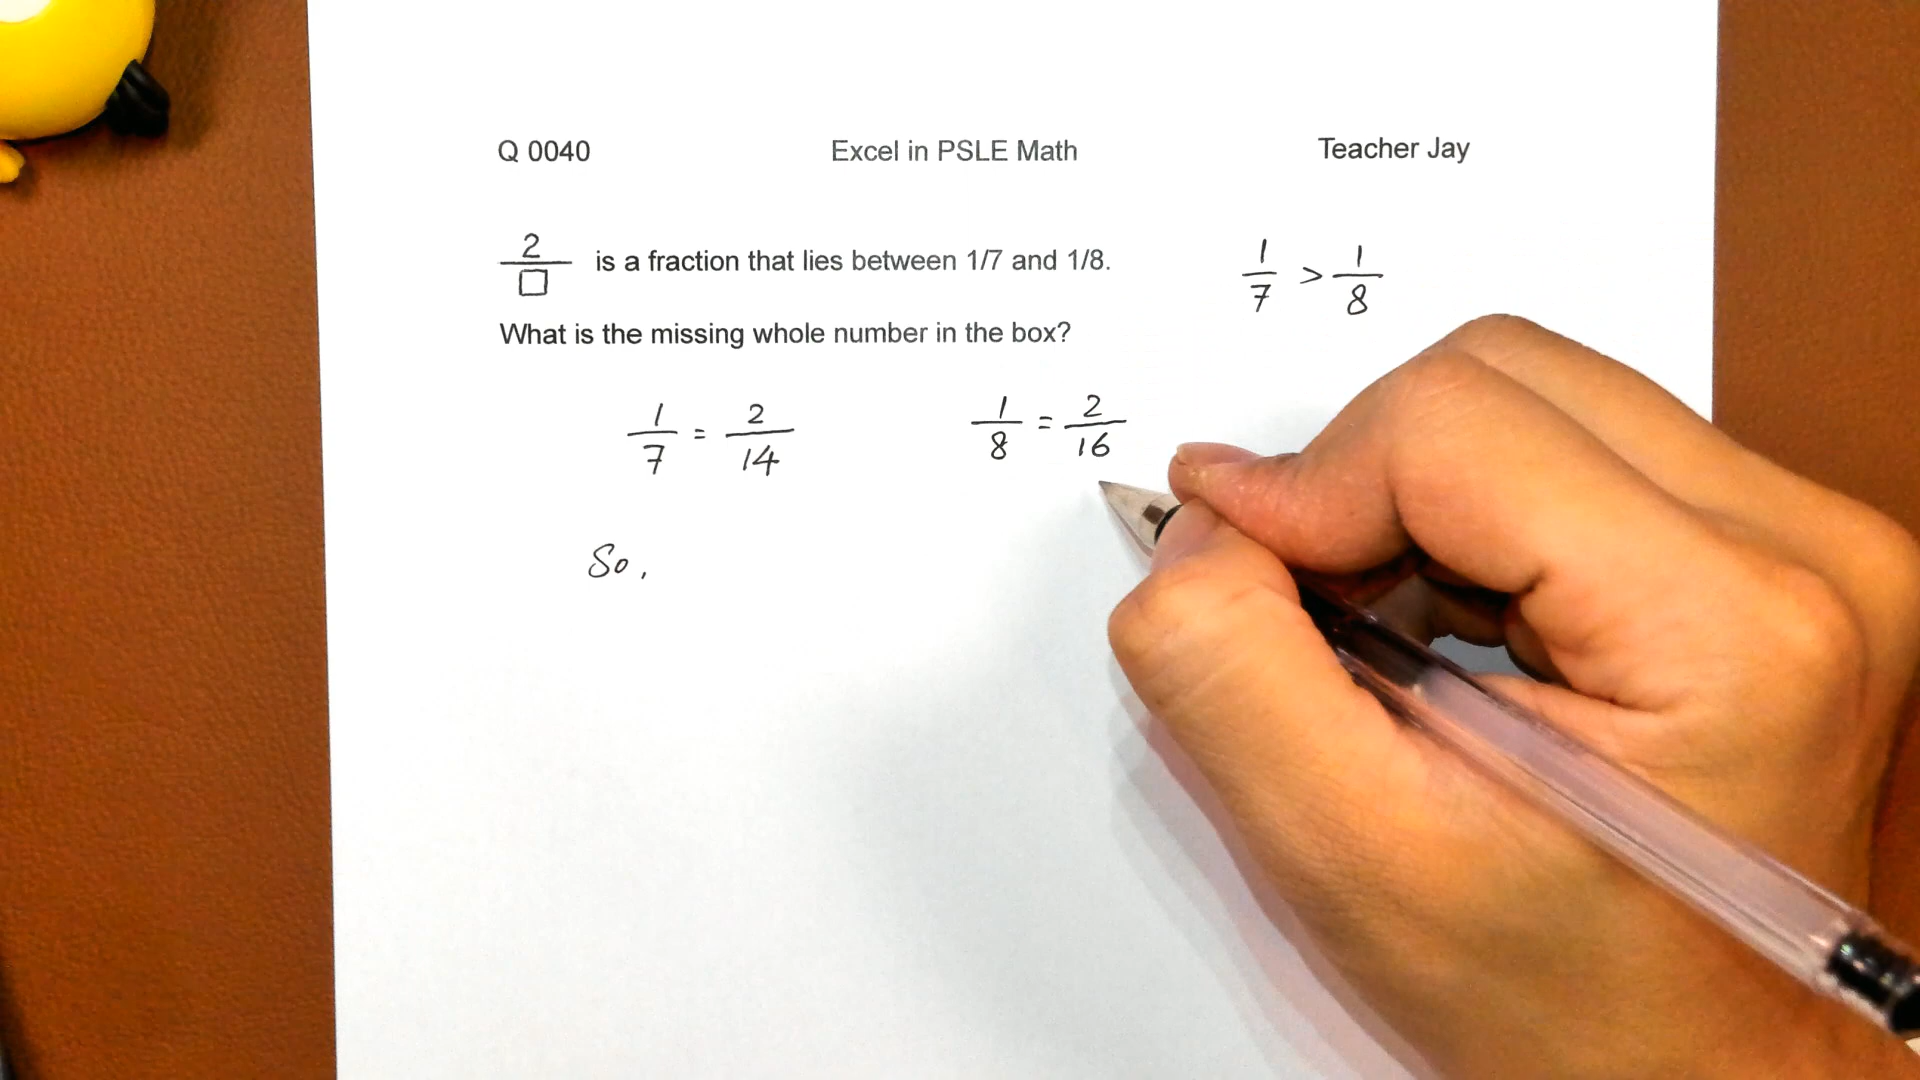 Q 0040 Excel in PSLE Math Teacher Jay
2/□ is a fraction that lies between 1/7 and 1/8.
1/7 > 1/8
What is the missing whole number in the box?
1/7 = 2/14
1/8 = 2/16
So,